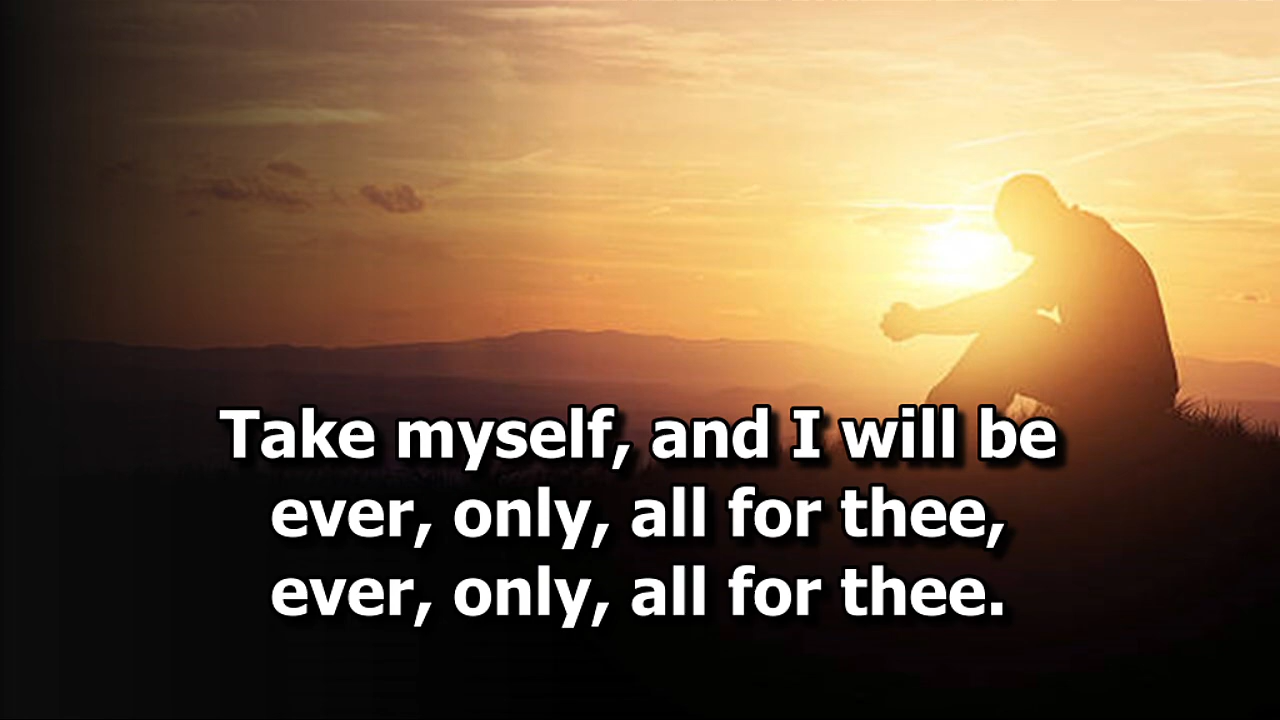 Take myself, and I will be
ever, only, all for thee,
ever, only, all for thee.